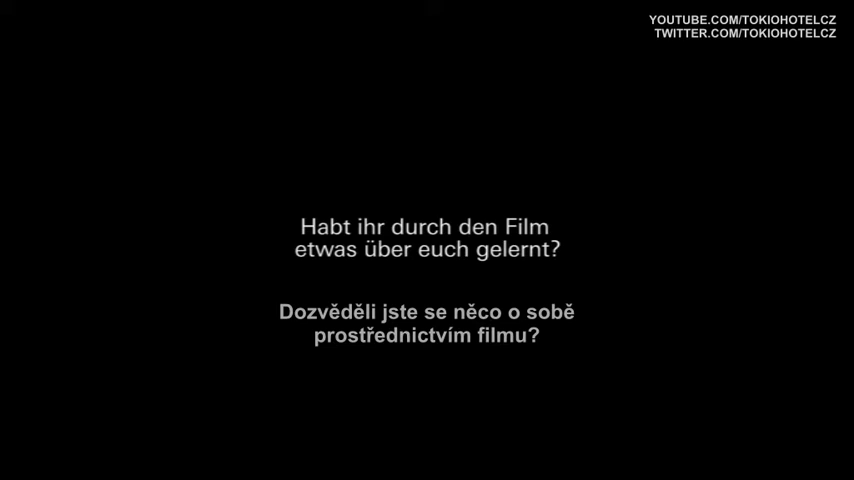 YOUTUBE.COM/TOKIOHOTELCZ
TWITTER.COM/TOKIOHOTELCZ
Habt ihr durch den Film
etwas über euch gelernt?
Dozvěděli jste se něco o sobě
prostřednictvím filmu?